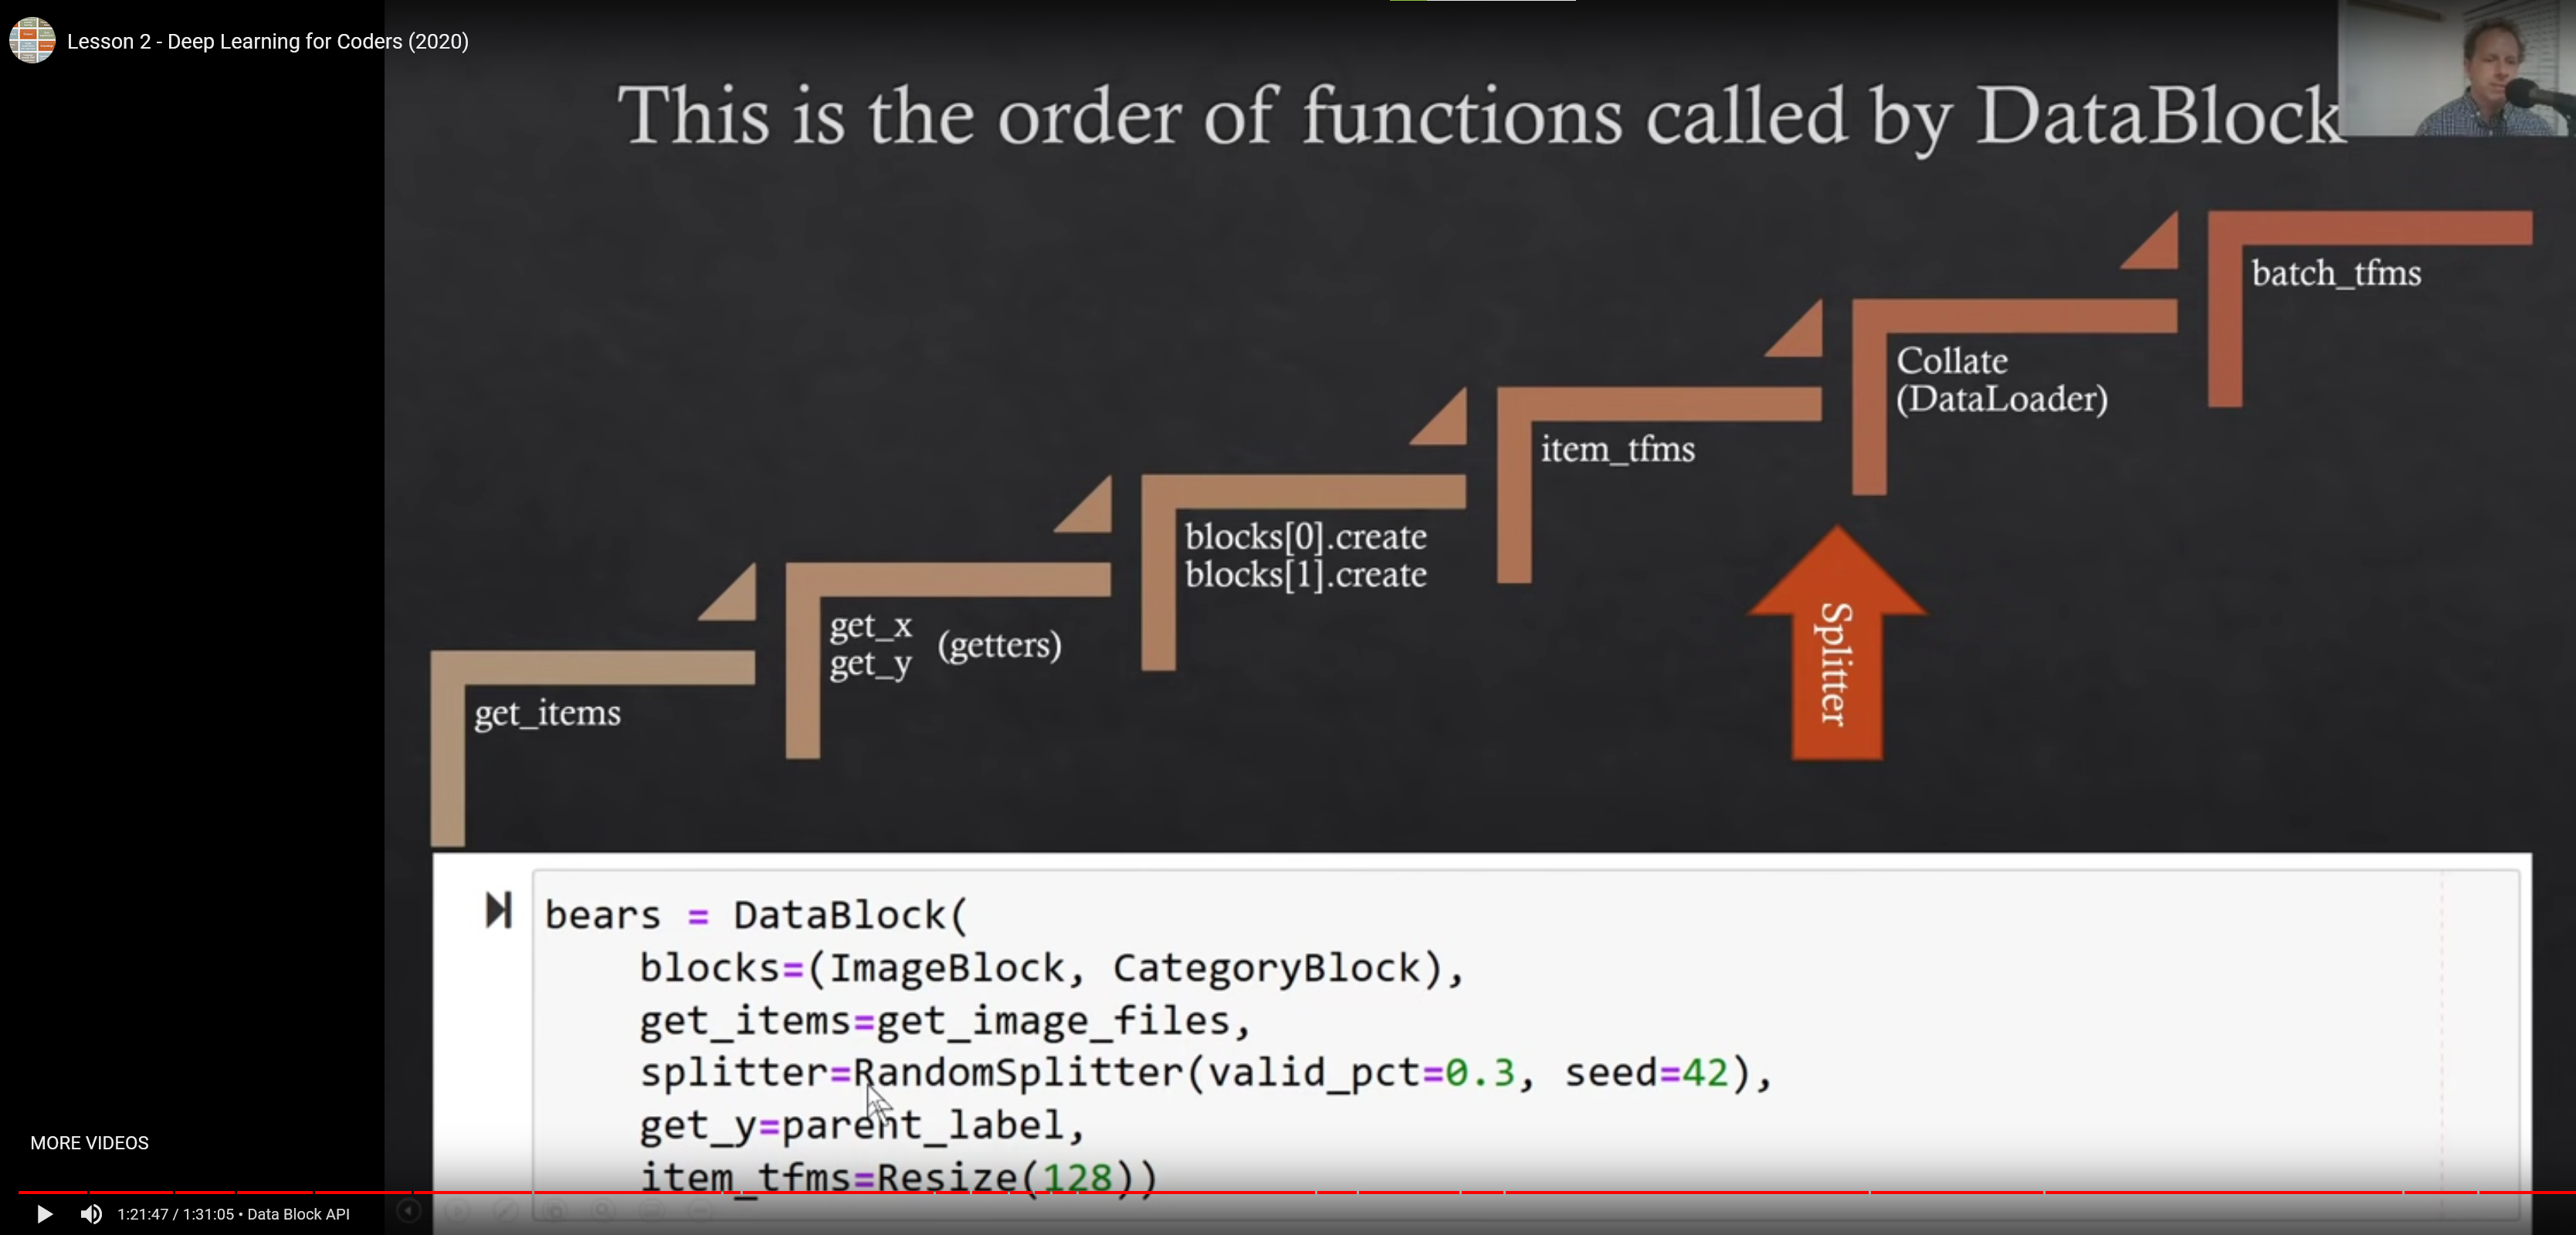 Lesson 2 - Deep Learning for Coders (2020)
This is the order of functions called by DataBlock
batch_tfms
Collate
(DataLoader)
item_tfms
blocks[0].create
blocks[1].create
get_x
get_y
(getters)
get_items
Splitter
bears = DataBlock(
blocks=(ImageBlock, CategoryBlock),
get_items=get_image_files,
splitter=RandomSplitter(valid_pct=0.3, seed=42),
get_y=parent_label,
item_tfms=Resize(128))
MORE VIDEOS
1:21:47 / 1:31:05 • Data Block API